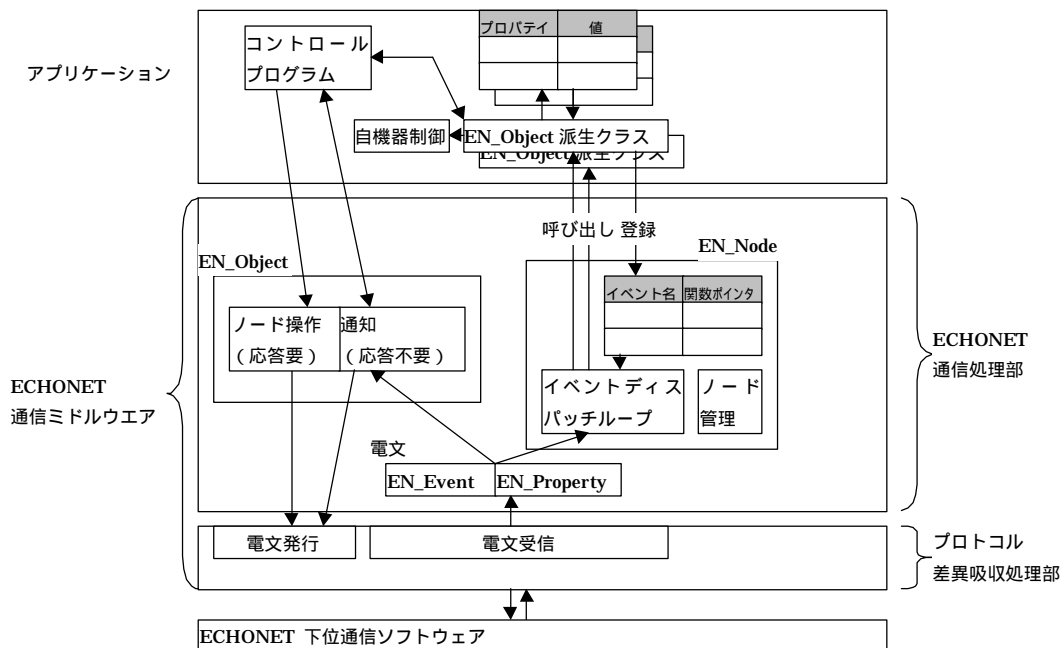 プロパティ 値
コントロール
プログラム
アプリケーション
自機器制御
EN_Object 派生クラス
EN_Object 派生クラス
呼び出し 登録
EN_Node
EN_Object
イベント名 関数ポインタ
ノード操作
(応答要)
通知
(応答不要)
イベントディス
パッチループ
ノード
管理
ECHONET
通信処理部
ECHONET
通信ミドルウエア
電文
EN_Event EN_Property
電文発行
電文受信
プロトコル
差異吸収処理部
ECHONET 下位通信ソフトウェア